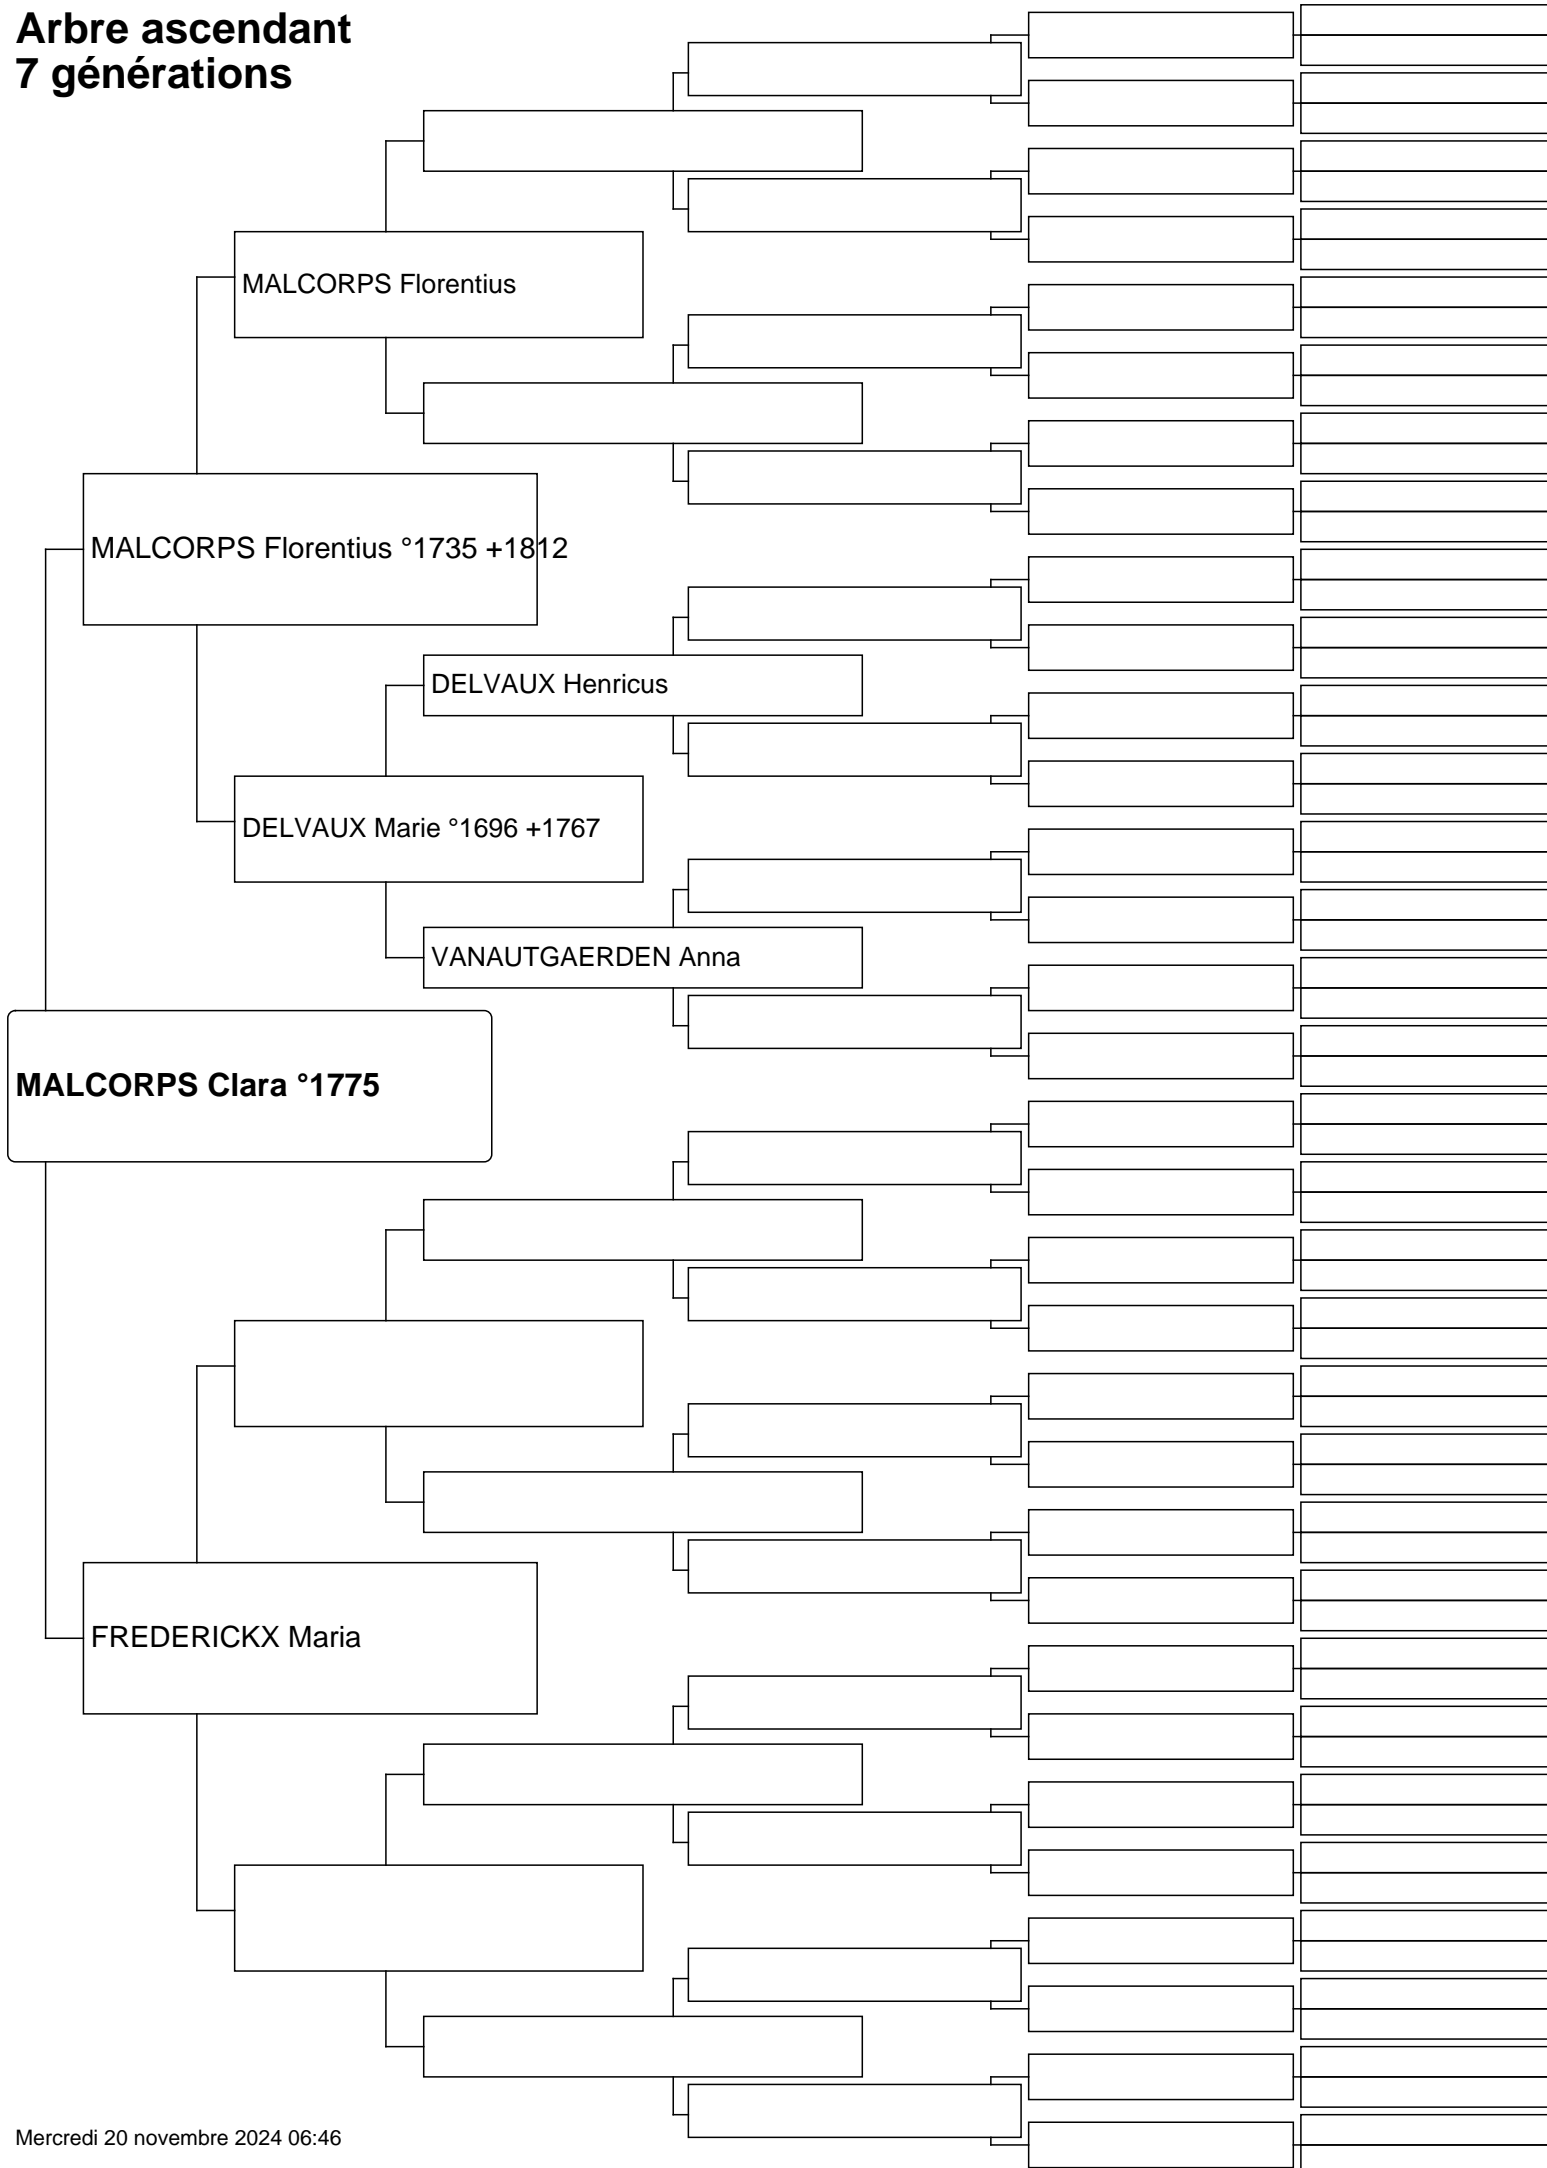 Arbre ascendant
7 générations
MALCORPS Florentius
MALCORPS Florentius °1735 +1812
DELVAUX Henricus
DELVAUX Marie °1696 +1767
VANAUTGAERDEN Anna
MALCORPS Clara °1775
FREDERICKX Maria
Mercredi 20 novembre 2024 06:46